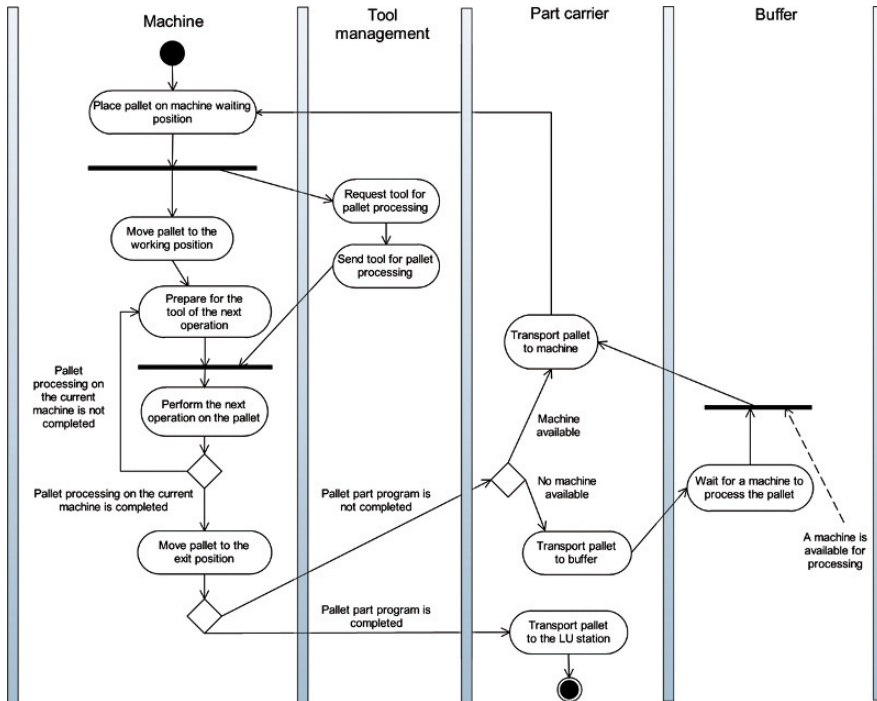 Machine
Tool
management
Part carrier
Buffer
Place pallet on machine waiting
position
Request tool for
pallet processing
Move pallet to the
working position
Send tool for pallet
processing
Prepare for the
tool of the next
operation
Transport pallet
to machine
Pallet
processing on
the current
machine is not
completed
Perform the next
operation on the pallet
Machine
available
Pallet processing on the current
machine is completed
Pallet part program is
not completed
No machine
available
Wait for a machine to
process the pallet
Move pallet to the
exit position
Transport pallet
to buffer
A machine is
available for
processing
Pallet part program is
completed
Transport pallet
to the LU station